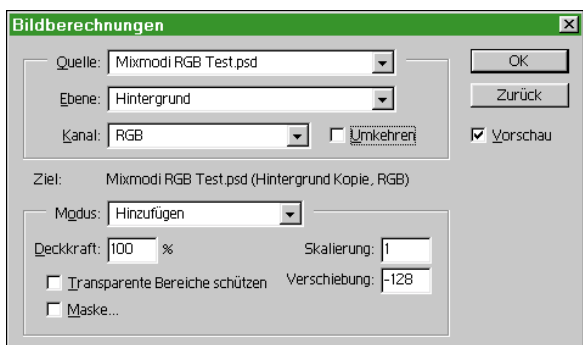 Bildberechnungen
Quelle: Mixmodi RGB Test.psd
OK
Ebene: Hintergrund
Zurück
Kanal: RGB Umkehren
Vorschau
Ziel: Mixmodi RGB Test.psd (Hintergrund Kopie, RGB)
Modus: Hinzufügen
Deckkraft: 100 % Skalierung: 1
Transparente Bereiche schützen Verschiebung: -128
Maske...